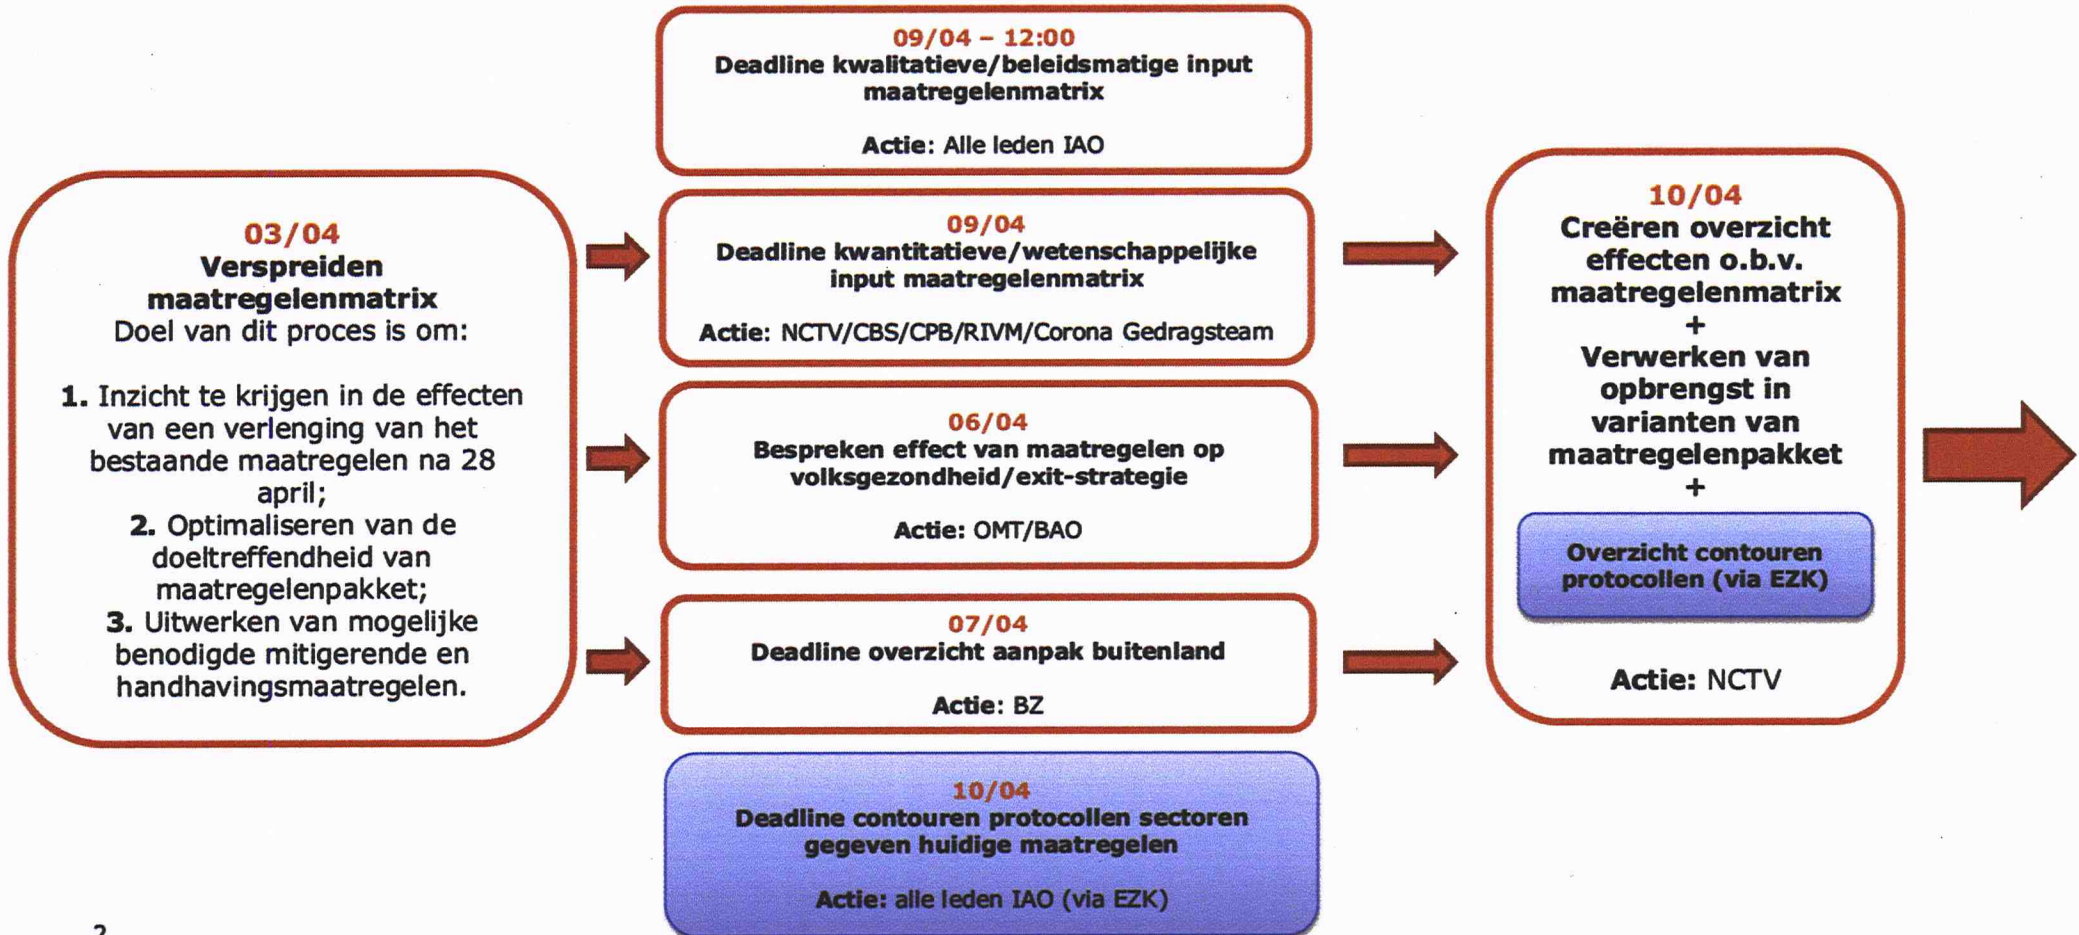 03/04
Verspreiden
maatregelenmatrix
Doel van dit proces is om:
1. Inzicht te krijgen in de effecten
van een verlenging van het
bestaande maatregelen na 28
april;
2. Optimaliseren van de
doeltreffendheid van
maatregelenpakket;
3. Uitwerken van mogelijke
benodigde mitigerende en
handhavingsmaatregelen.
09/04 – 12:00
Deadline kwalitatieve/beleidsmatige input
maatregelenmatrix
Actie: Alle leden IAO
09/04
Deadline kwantitatieve/wetenschappelijke
input maatregelenmatrix
Actie: NCTV/CBS/CPB/RIVM/Corona Gedragsteam
06/04
Bespreken effect van maatregelen op
volksgezondheid/exit-strategie
Actie: OMT/BAO
07/04
Deadline overzicht aanpak buitenland
Actie: BZ
10/04
Deadline contouren protocollen sectoren
gegeven huidige maatregelen
Actie: alle leden IAO (via EZK)
10/04
Creëren overzicht
effecten o.b.v.
maatregelenmatrix
+
Verwerken van
opbrengst in
varianten van
maatregelenpakket
+
Overzicht contouren
protocollen (via EZK)
Actie: NCTV
2